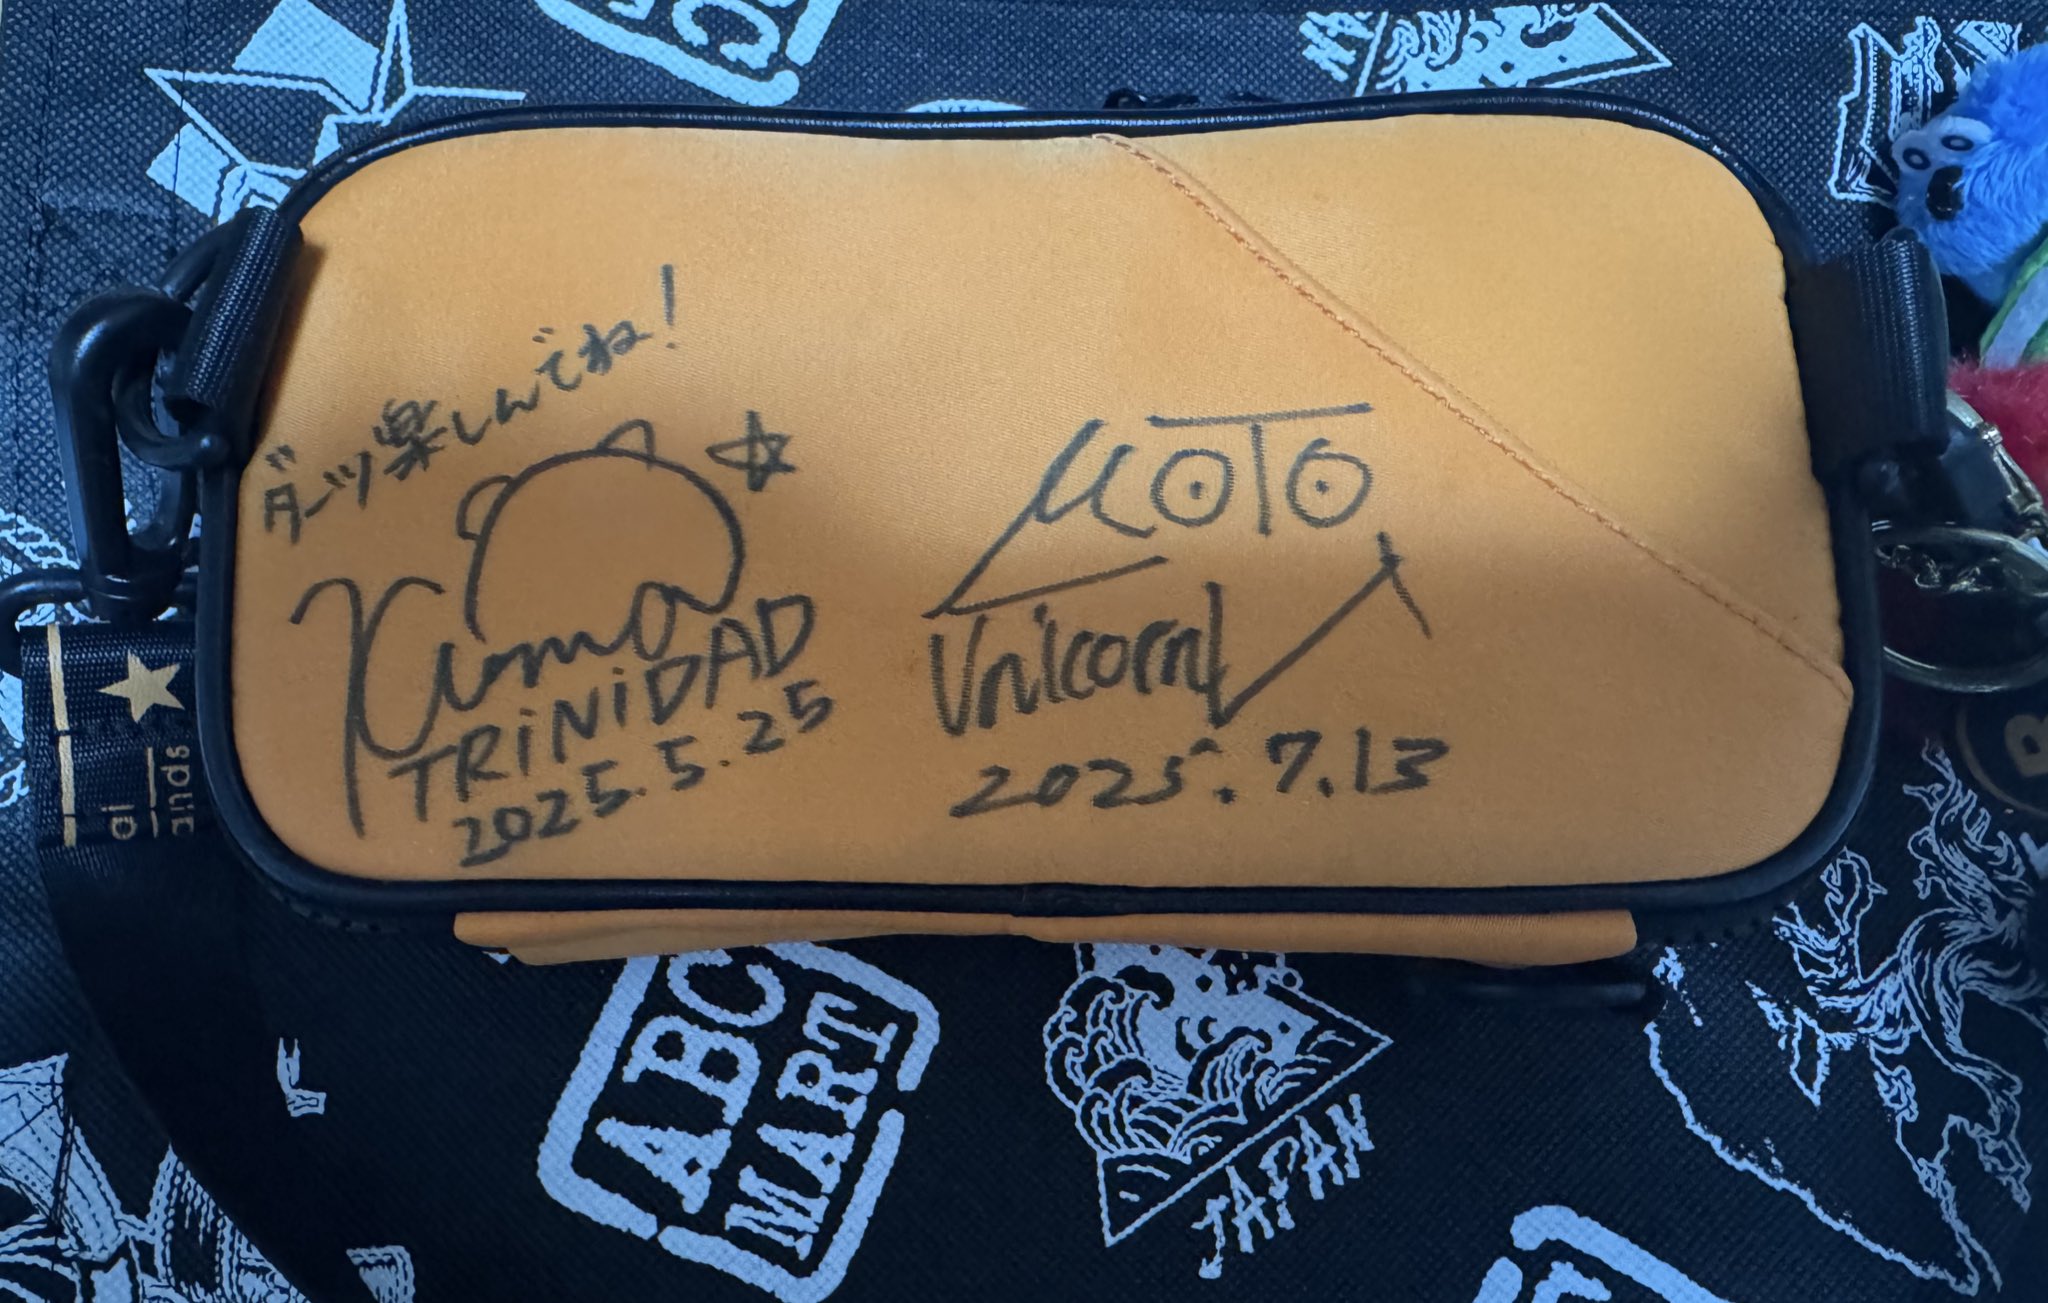 ダーツ楽しんでね!
Kuma
TRiNiDAD
2025.5.25
MOTO
Unicorn
2025.7.13
ABC
MART
JAPAN